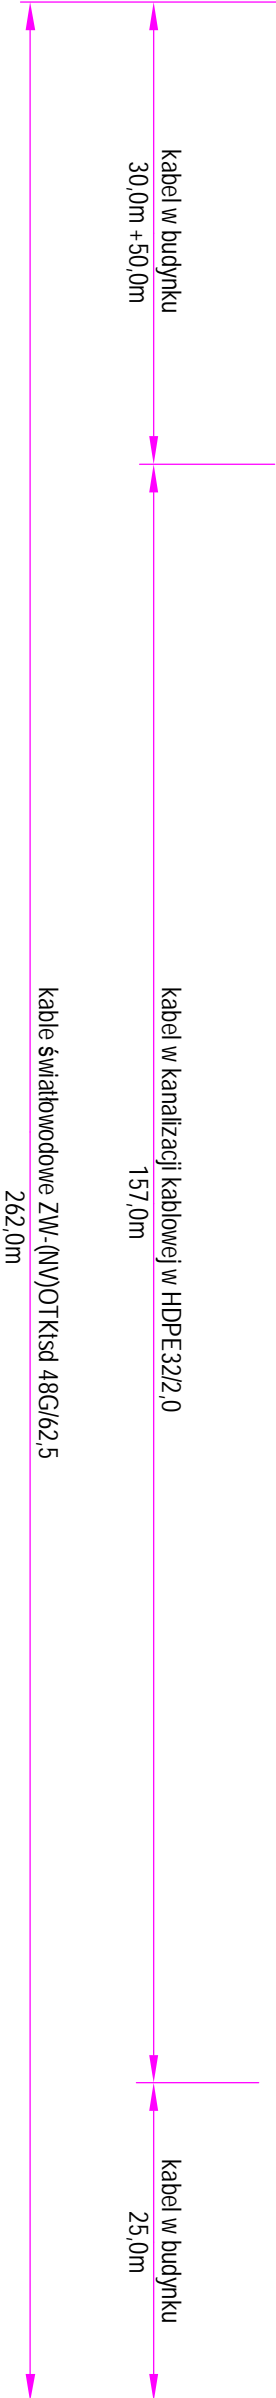 kabel w budynku
30,0m +50,0m
kabel w kanalizacji kablowej w HDPE32/2,0
157,0m
kabel w budynku
25,0m
kable światłowodowe ZW-(NV)OTKtsd 48G/62,5
262,0m